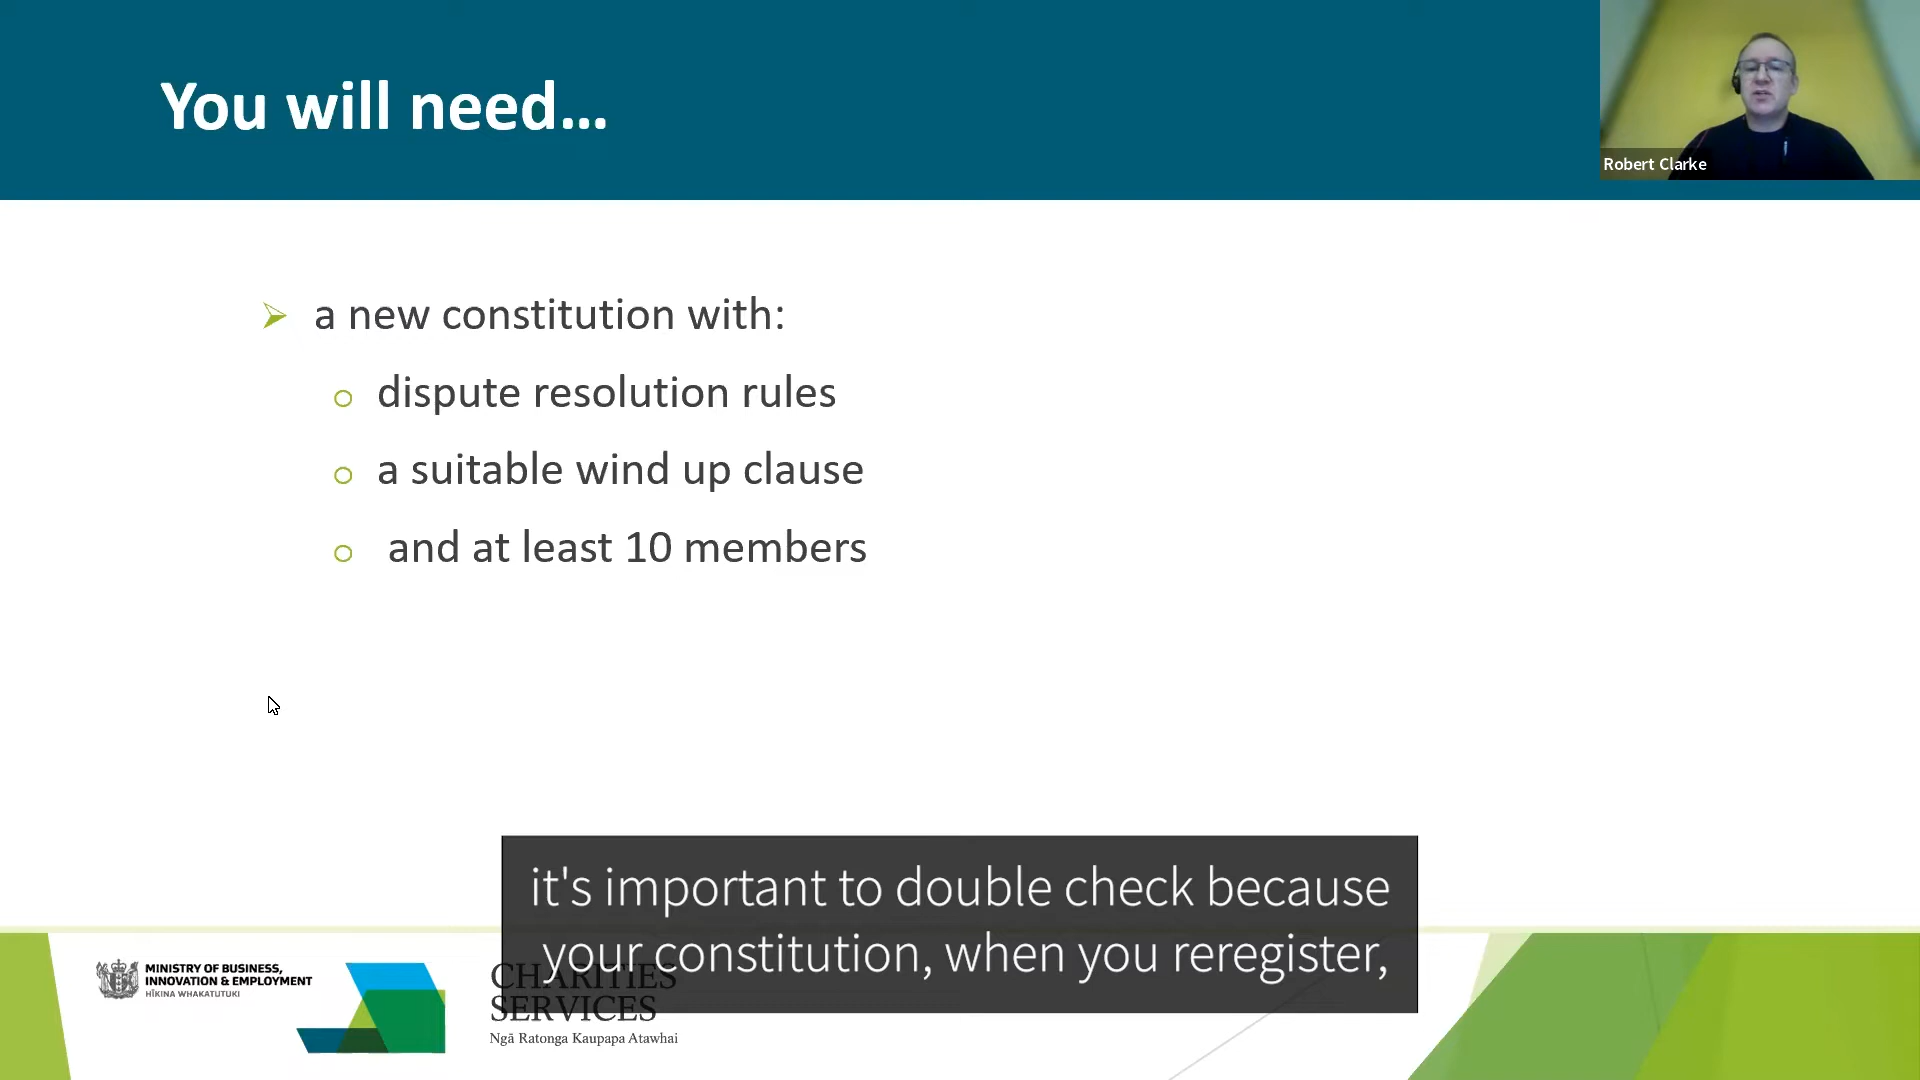 You will need...
Robert Clarke
a new constitution with:
dispute resolution rules
a suitable wind up clause
and at least 10 members
it's important to double check because
your constitution, when you reregister,
MINISTRY OF BUSINESS,
INNOVATION & EMPLOYMENT
HĪKINA WHAKATUTUKI
CHARITIES
SERVICES
Ngā Ratonga Kaupapa Atawhai